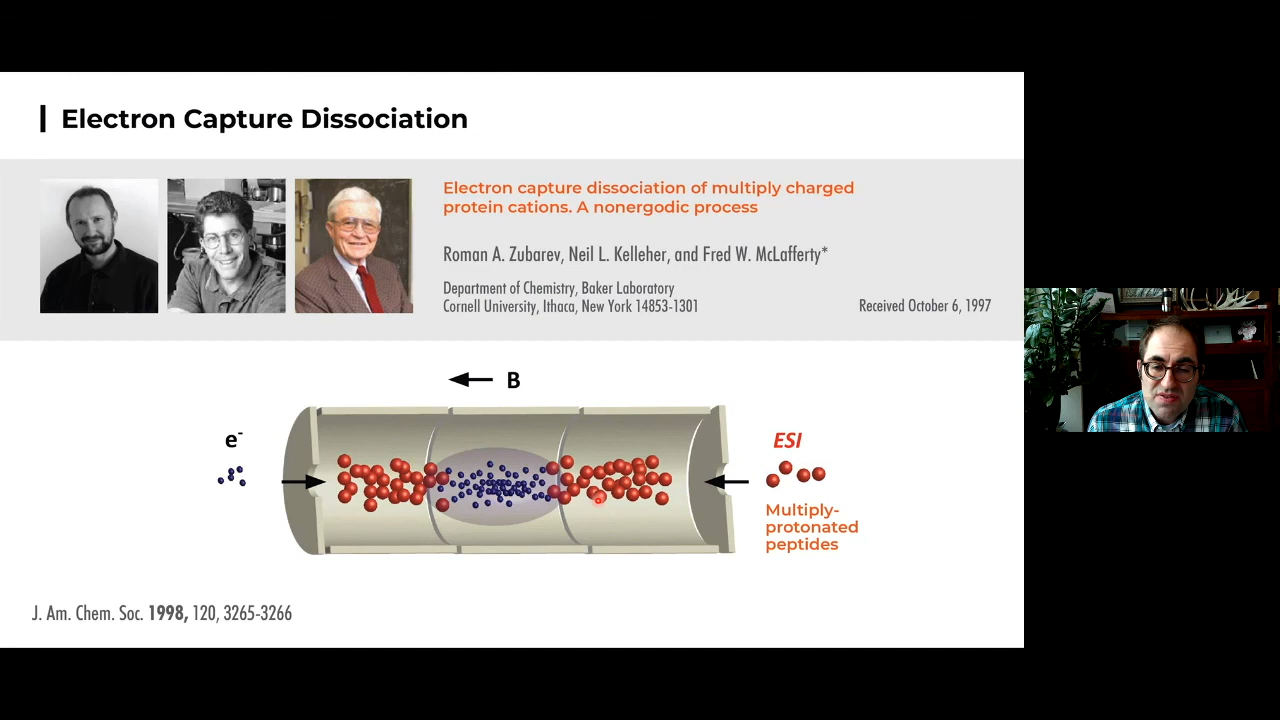 Electron Capture Dissociation
Electron capture dissociation of multiply charged
protein cations. A nonergodic process
Roman A. Zubarev, Neil L. Kelleher, and Fred W. McLafferty*
Department of Chemistry, Baker Laboratory
Cornell University, Ithaca, New York 14853-1301
Received October 6, 1997
B
e-
ESI
Multiply-
protonated
peptides
J. Am. Chem. Soc. 1998, 120, 3265-3266